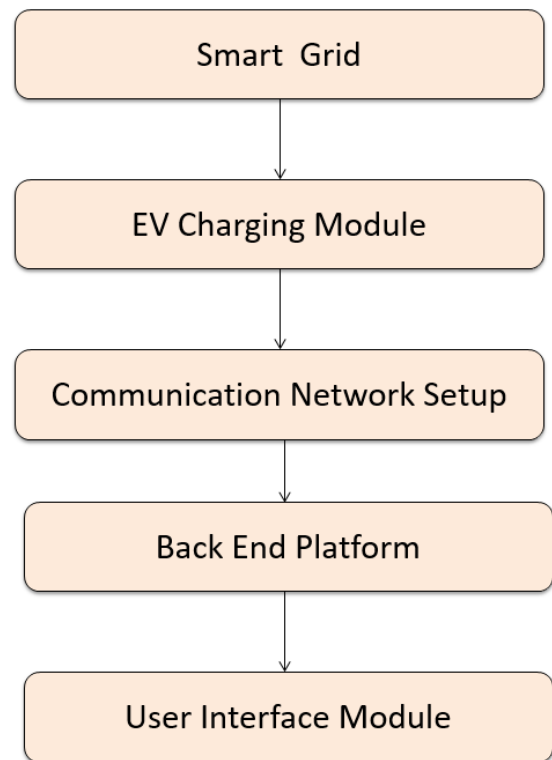 Smart Grid
EV Charging Module
Communication Network Setup
Back End Platform
User Interface Module